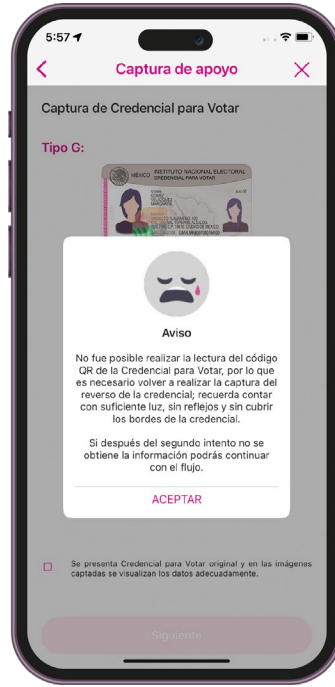 5:57
Captura de apoyo
Captura de Credencial para Votar
Tipo G:
MÉXICO INSTITUTO NACIONAL ELECTORAL
CREDENCIAL PARA VOTAR
Aviso
No fue posible realizar la lectura del código
QR de la Credencial para Votar, por lo que
es necesario volver a realizar la captura del
reverso de la credencial; recuerda contar
con suficiente luz, sin reflejos y sin cubrir
los bordes de la credencial.
Si después del segundo intento no se
obtiene la información podrás continuar
con el flujo.
ACEPTAR
Se presenta Credencial para Votar original y en las imágenes
captadas se visualizan los datos adecuadamente.
Siguiente